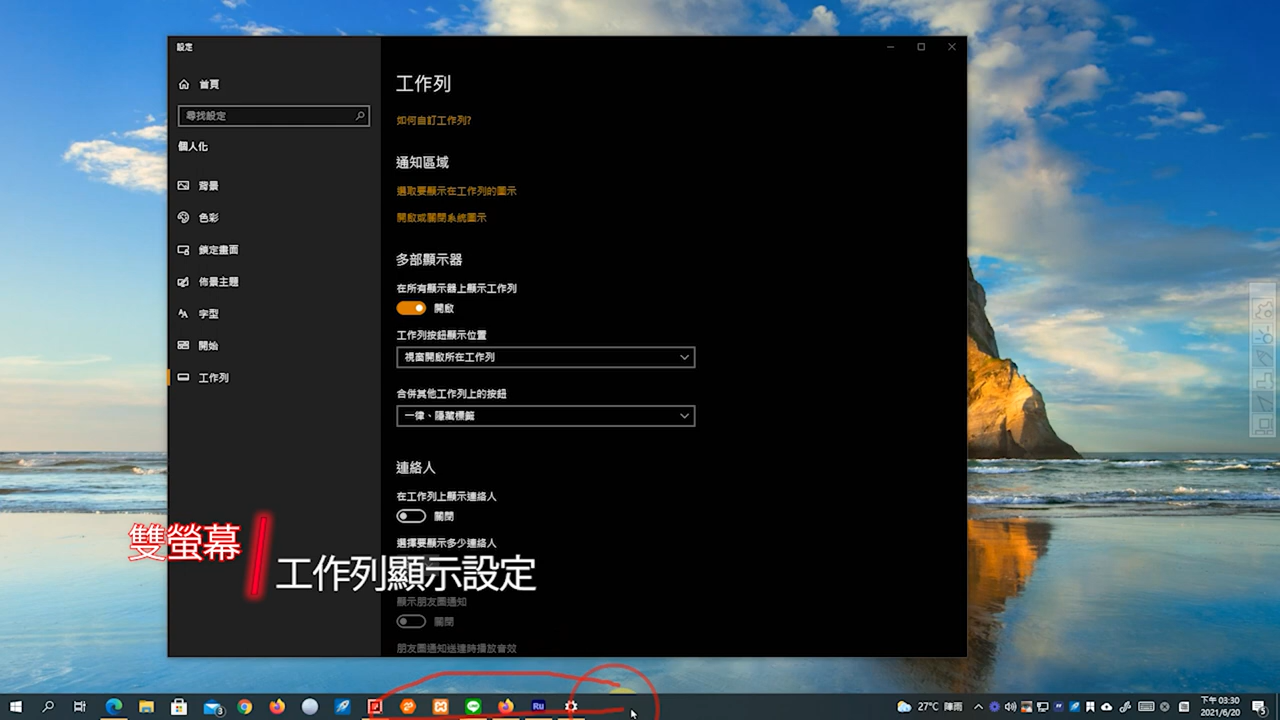 設定
首頁
尋找設定
個人化
背景
色彩
鎖定畫面
佈景主題
字型
開始
工作列
工作列
如何自訂工作列?
通知區域
選取要顯示在工作列的圖示
開啟或關閉系統圖示
多部顯示器
在所有顯示器上顯示工作列
開啟
工作列按鈕顯示位置
視窗開啟所在工作列
合併其他工作列上的按鈕
一律、隱藏標籤
連絡人
在工作列上顯示連絡人
關閉
選擇要顯示多少連絡人
顯示朋友圈通知
關閉
朋友圈通知送達時播放音效
雙螢幕
工作列顯示設定
3
Ru
27°C 陣雨
下午 03:30
2021/6/20
5